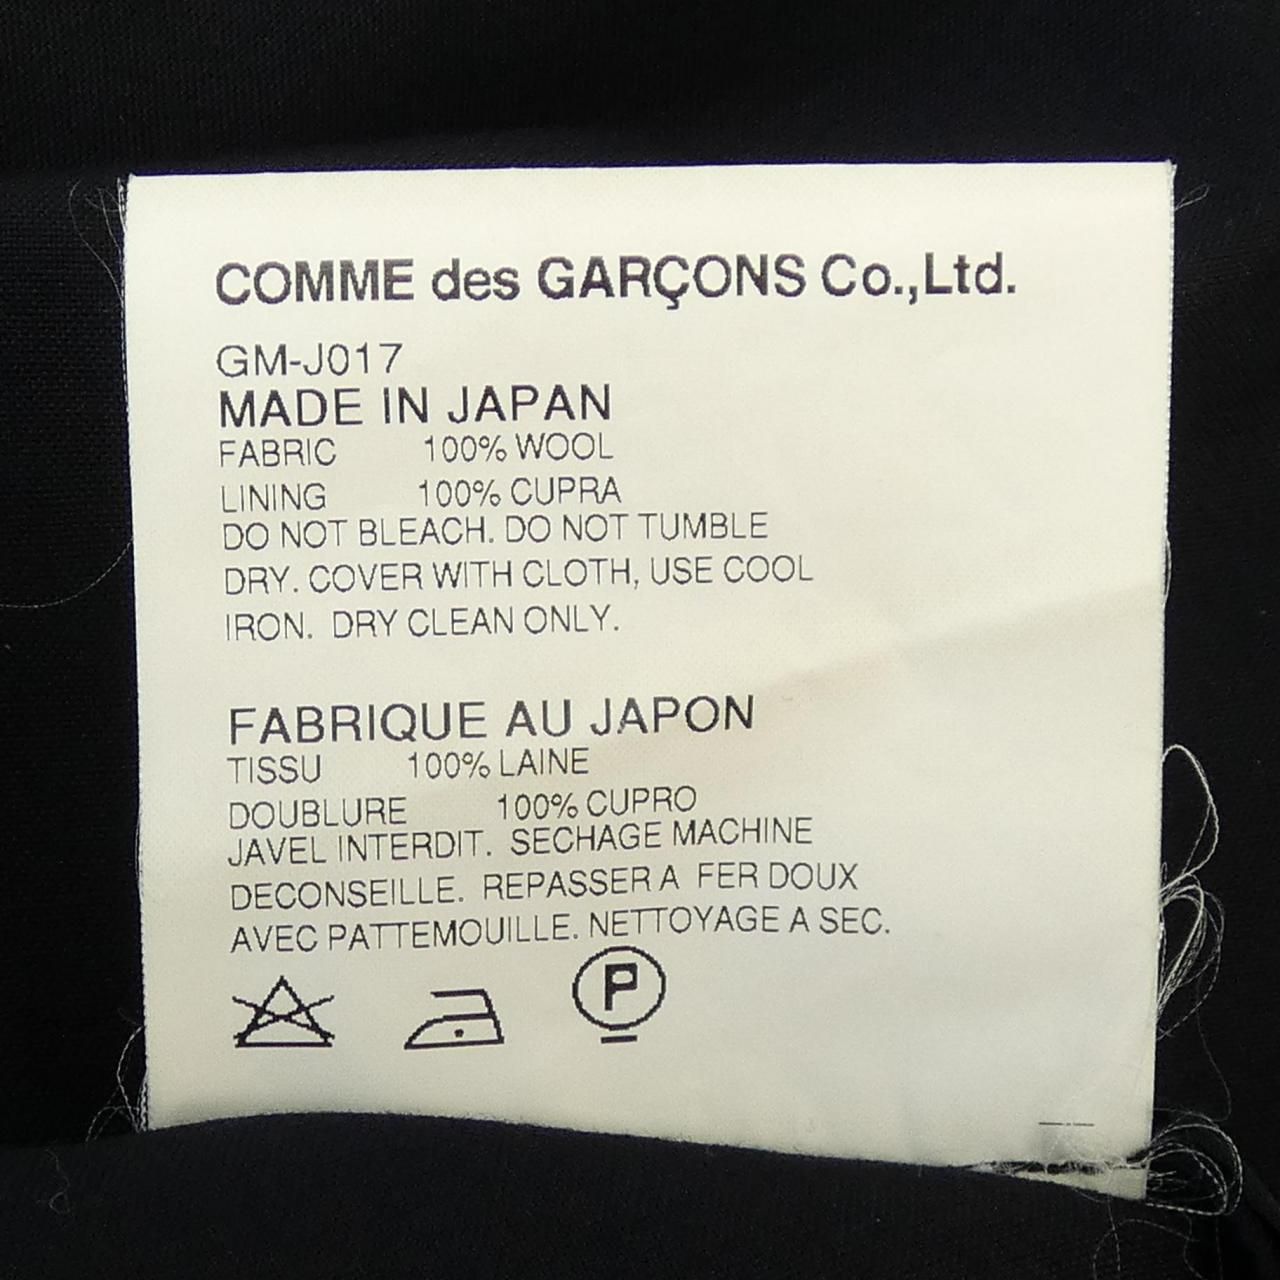 COMME des GARÇONS Co.,Ltd.
GM-J017
MADE IN JAPAN
FABRIC 100% WOOL
LINING 100% CUPRA
DO NOT BLEACH. DO NOT TUMBLE
DRY. COVER WITH CLOTH, USE COOL
IRON. DRY CLEAN ONLY.
FABRIQUE AU JAPON
TISSU 100% LAINE
DOUBLURE 100% CUPRO
JAVEL INTERDIT. SECHAGE MACHINE
DECONSEILLE. REPASSER A FER DOUX
AVEC PATTEMOUILLE. NETTOYAGE A SEC.
P